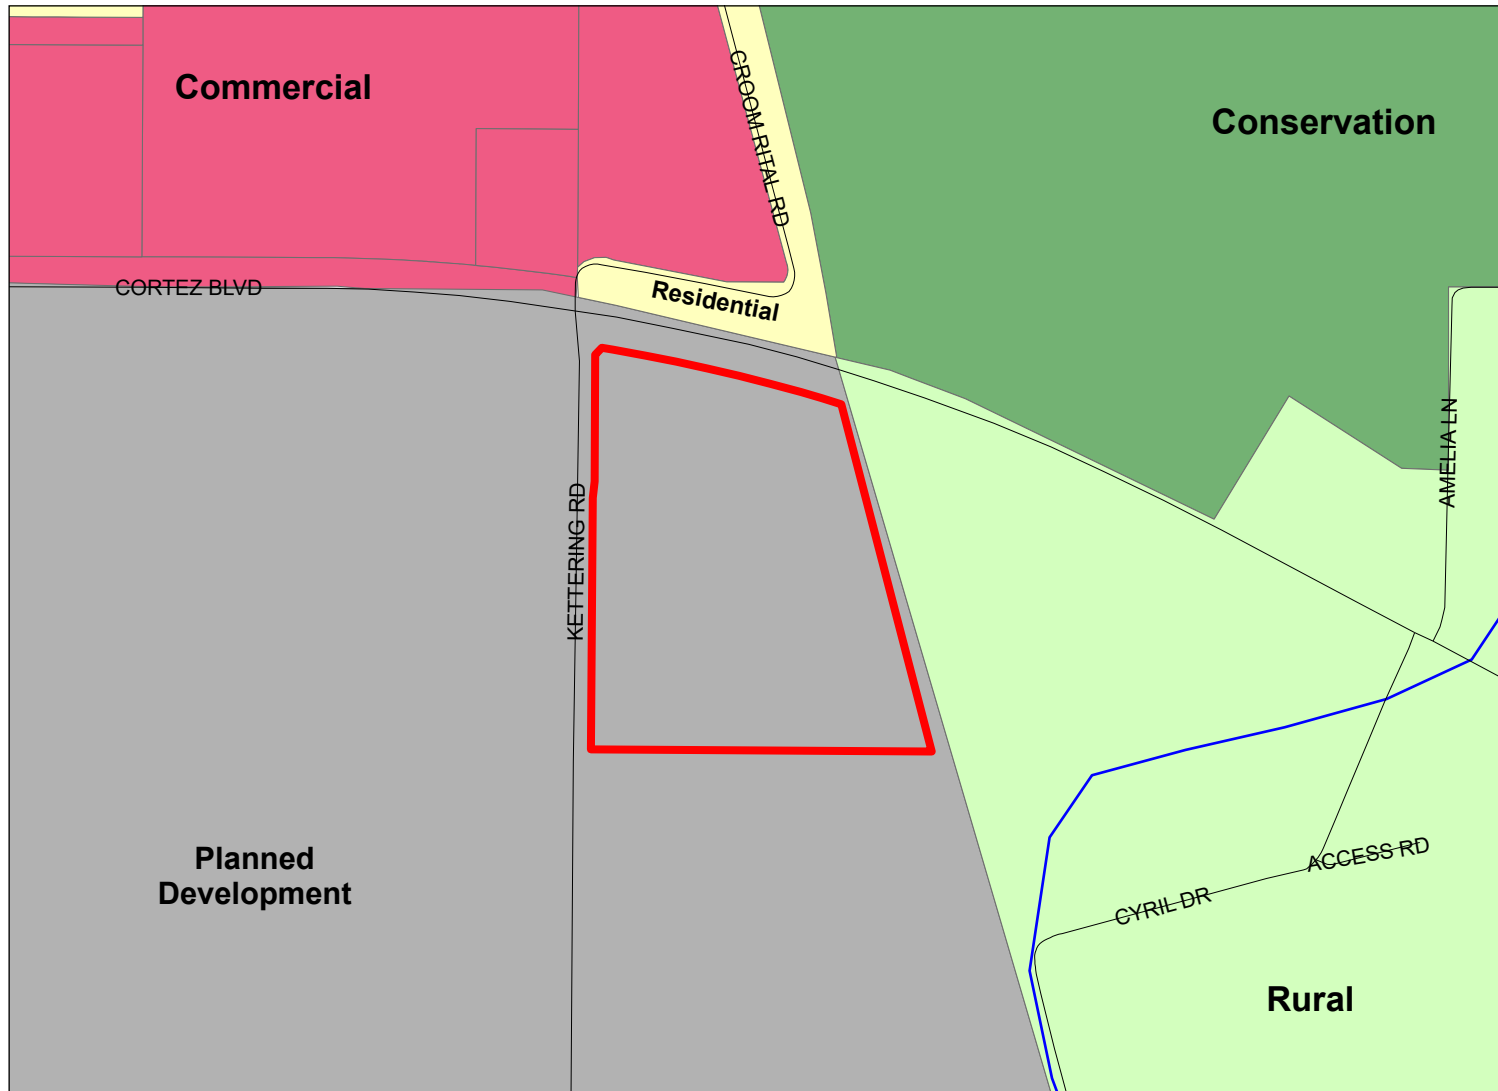 Commercial
CROOM RITAL RD
Conservation
CORTEZ BLVD
Residential
AMELIA LN
KETTERING RD
Planned
Development
ACCESS RD
CYRIL DR
Rural